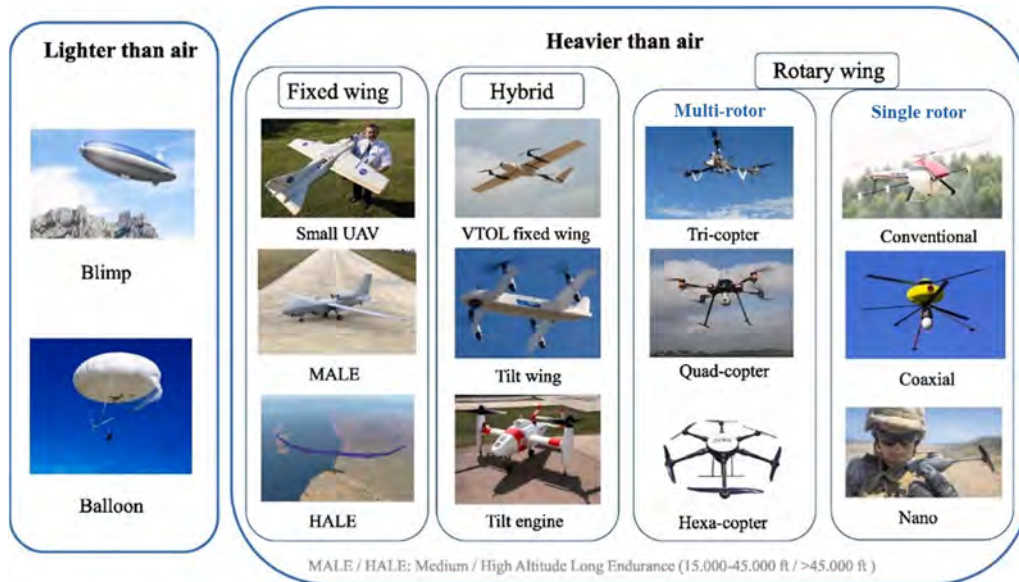 Lighter than air
Blimp
Balloon
Heavier than air
Fixed wing
Small UAV
MALE
HALE
Hybrid
VTOL fixed wing
Tilt wing
Tilt engine
Rotary wing
Multi-rotor
Tri-copter
Quad-copter
Hexa-copter
Single rotor
Conventional
Coaxial
Nano
MALE / HALE: Medium / High Altitude Long Endurance (15.000-45.000 ft / >45.000 ft )